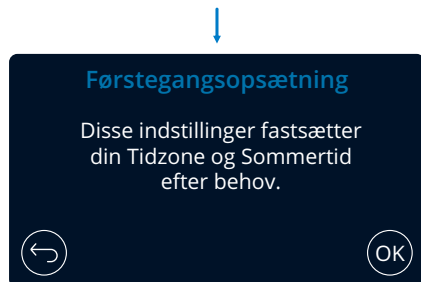 Førstegangsopsætning
Disse indstillinger fastsætter
din Tidzone og Sommertid
efter behov.
OK